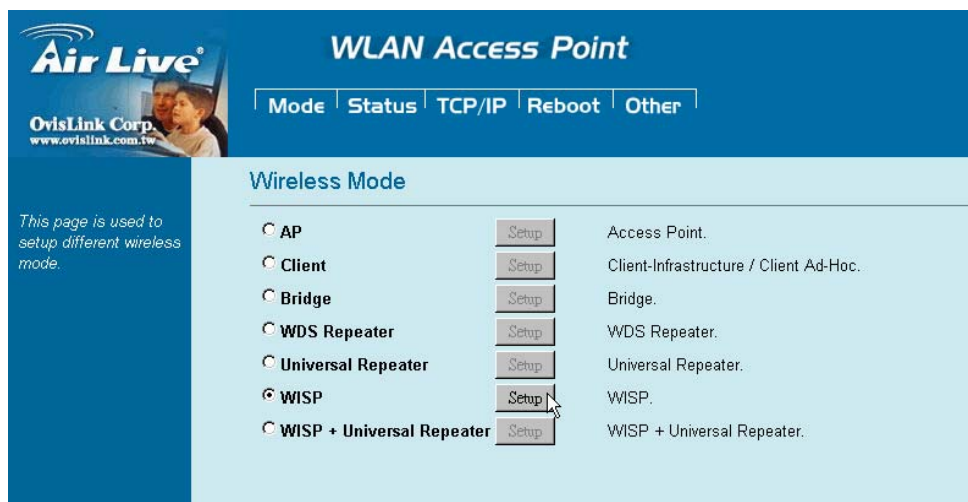 Air Live®
OvisLink Corp.
www.ovislink.com.tw
WLAN Access Point
Mode Status TCP/IP Reboot Other
This page is used to
setup different wireless
mode.
Wireless Mode
AP Setup Access Point.
Client Setup Client-Infrastructure / Client Ad-Hoc.
Bridge Setup Bridge.
WDS Repeater Setup WDS Repeater.
Universal Repeater Setup Universal Repeater.
WISP Setup WISP.
WISP + Universal Repeater Setup WISP + Universal Repeater.